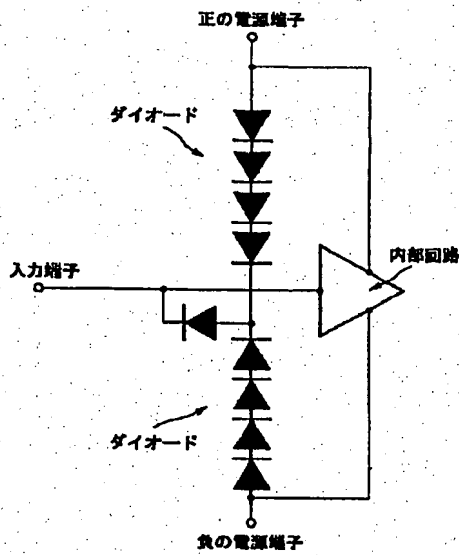 正の電源端子
ダイオード
内部回路
入力端子
ダイオード
負の電源端子